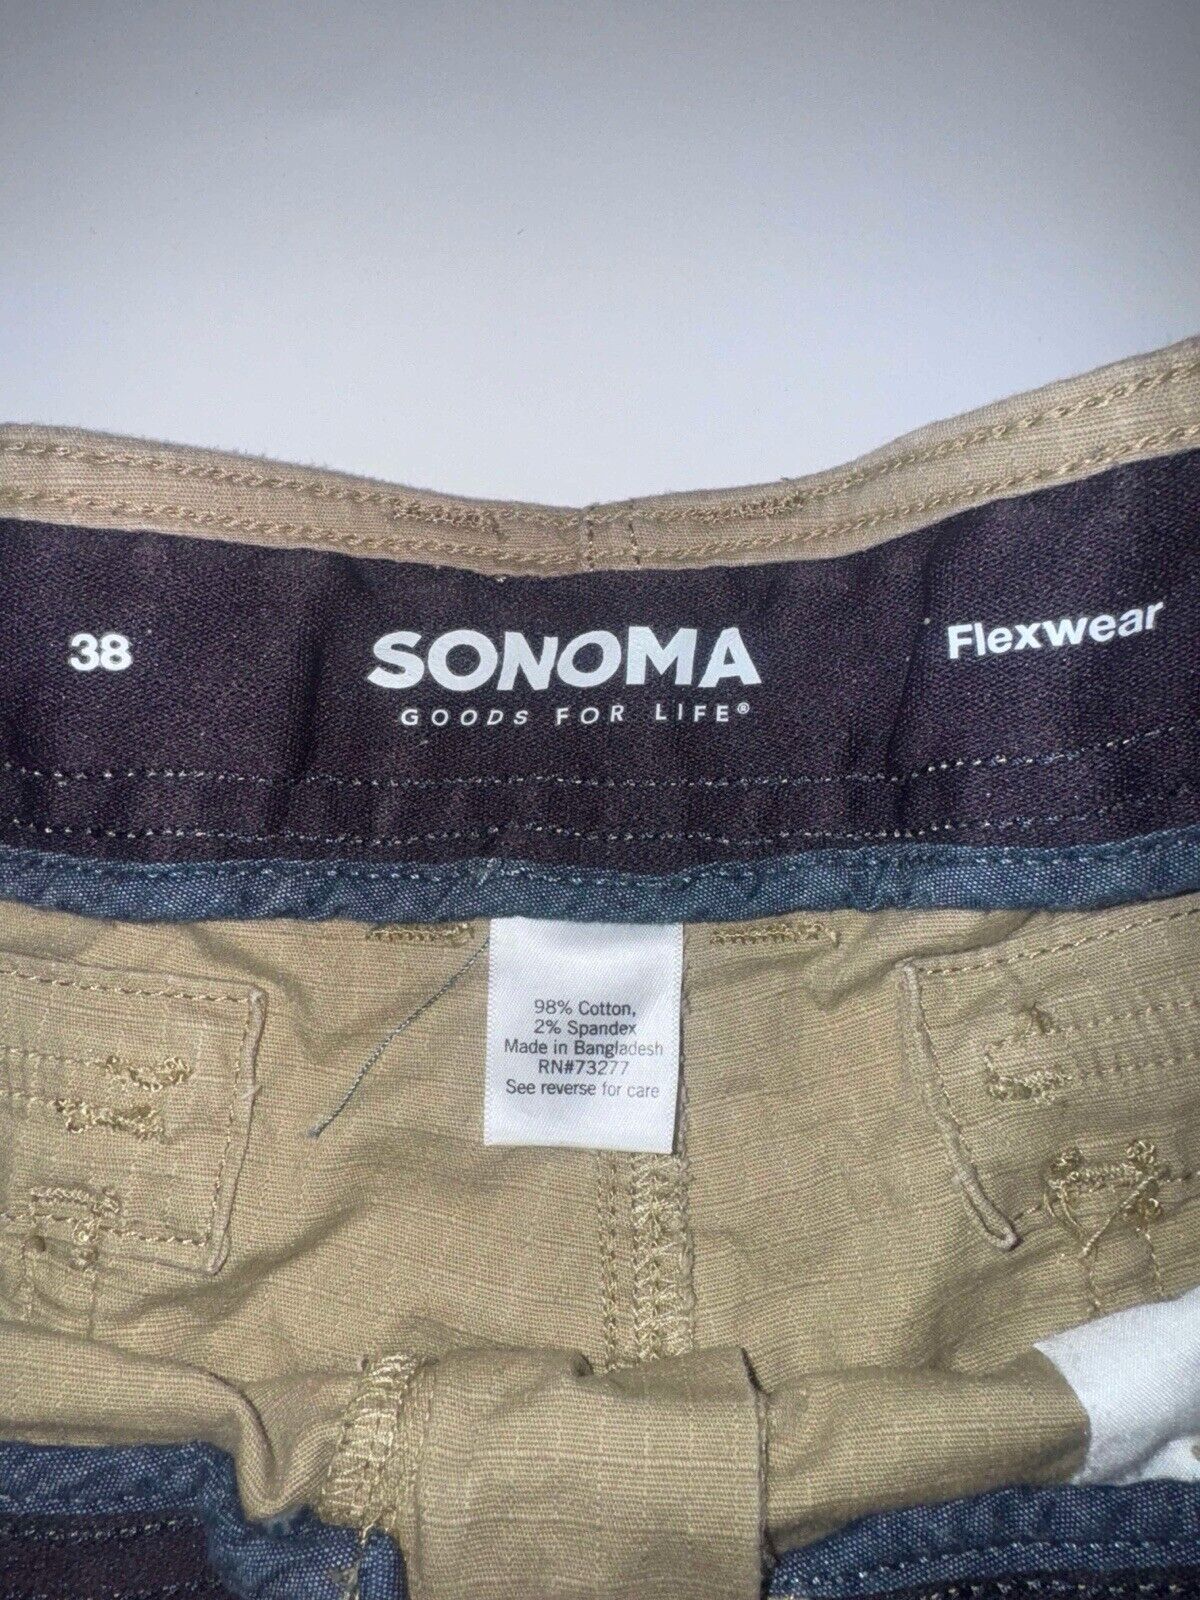 38
SONOMA
GOODS FOR LIFE®
Flexwear
98% Cotton,
2% Spandex
Made in Bangladesh
RN#73277
See reverse for care